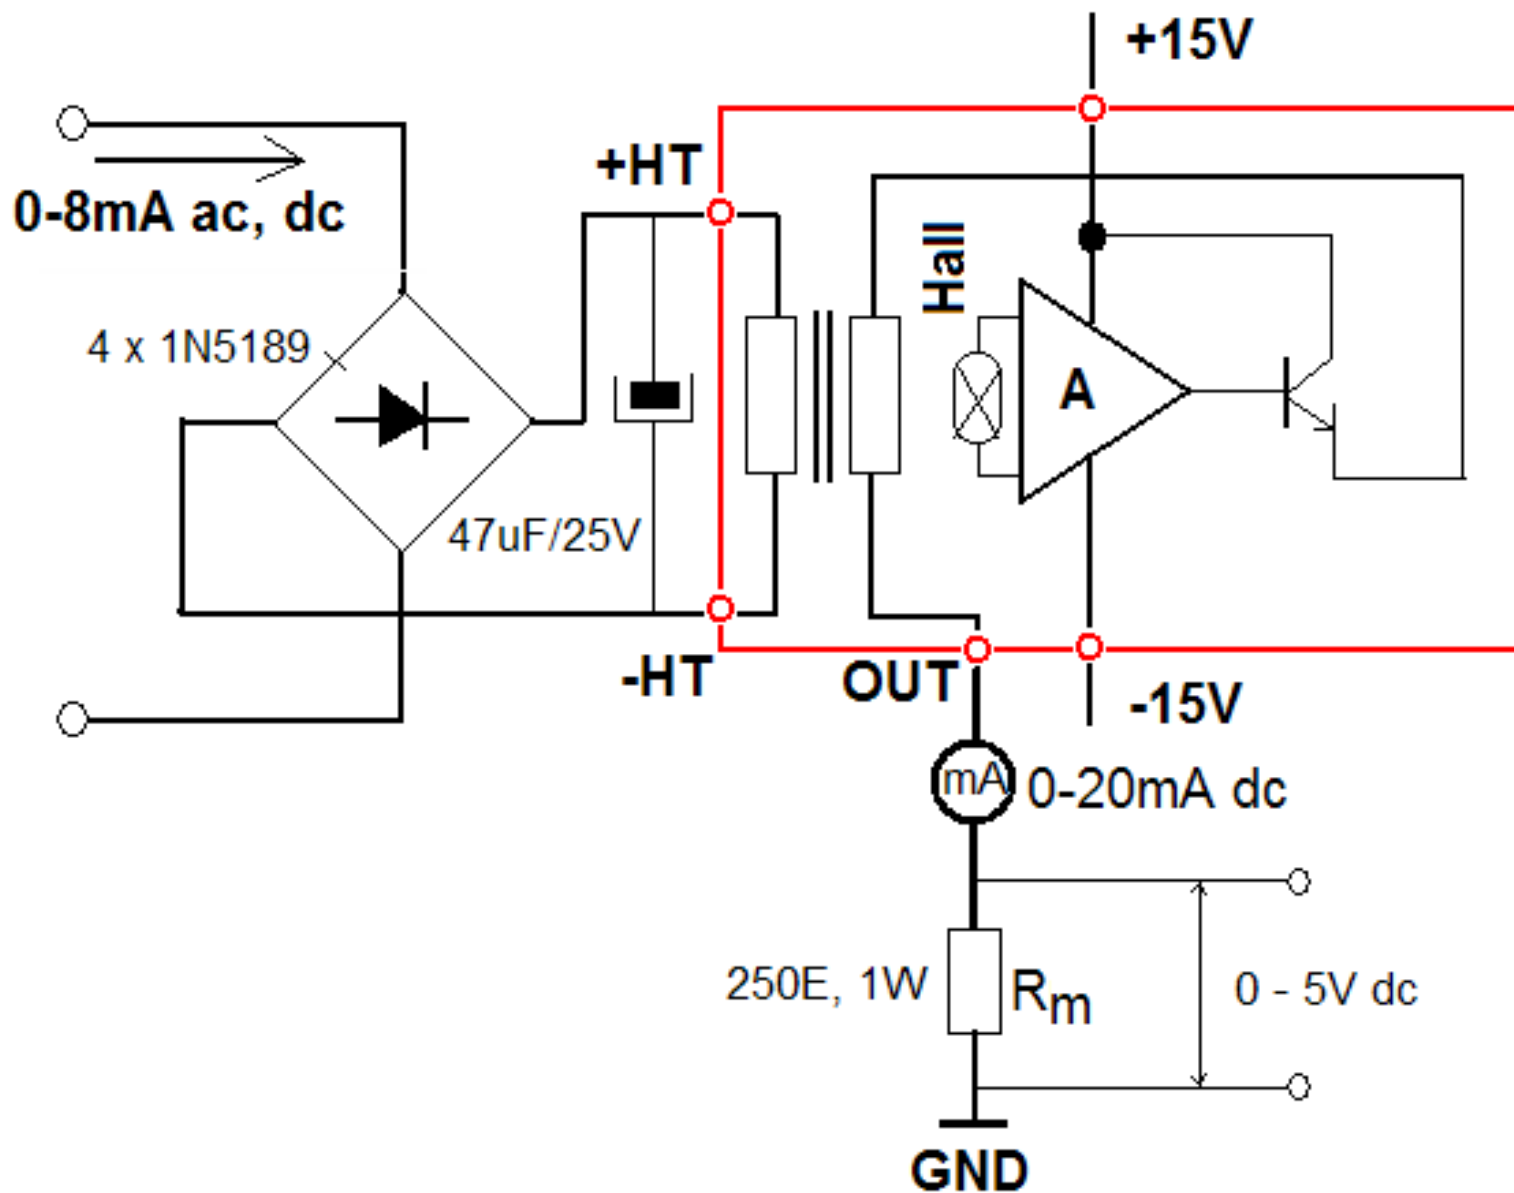 +15V
+HT
0-8mA ac, dc
Hall
4 x 1N5189
A
47uF/25V
-HT
OUT
-15V
mA
0-20mA dc
250E, 1W
Rm
0 - 5V dc
GND